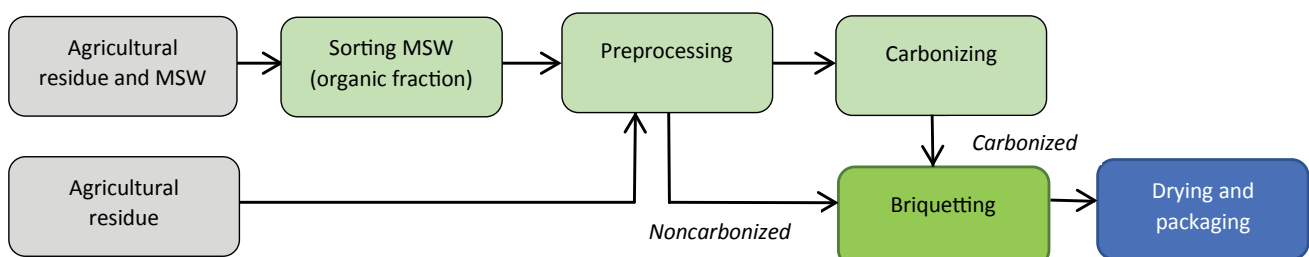 Agricultural
residue and MSW
Sorting MSW
(organic fraction)
Preprocessing
Carbonizing
Carbonized
Agricultural
residue
Noncarbonized
Briquetting
Drying and
packaging